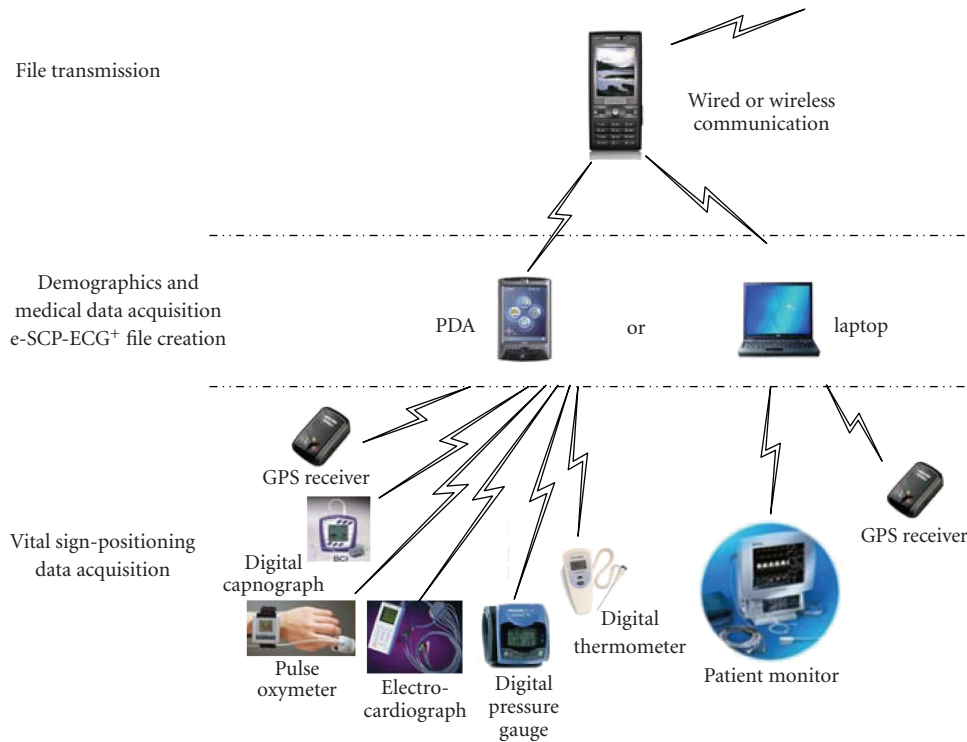 File transmission
Wired or wireless
communication
Demographics and
medical data acquisition
e-SCP-ECG+ file creation
PDA
or
laptop
GPS receiver
BCI
Digital
capnograph
Vital sign-positioning
data acquisition
Pulse
oxymeter
Electro-
cardiograph
Digital
pressure
gauge
Digital
thermometer
Patient monitor
GPS receiver